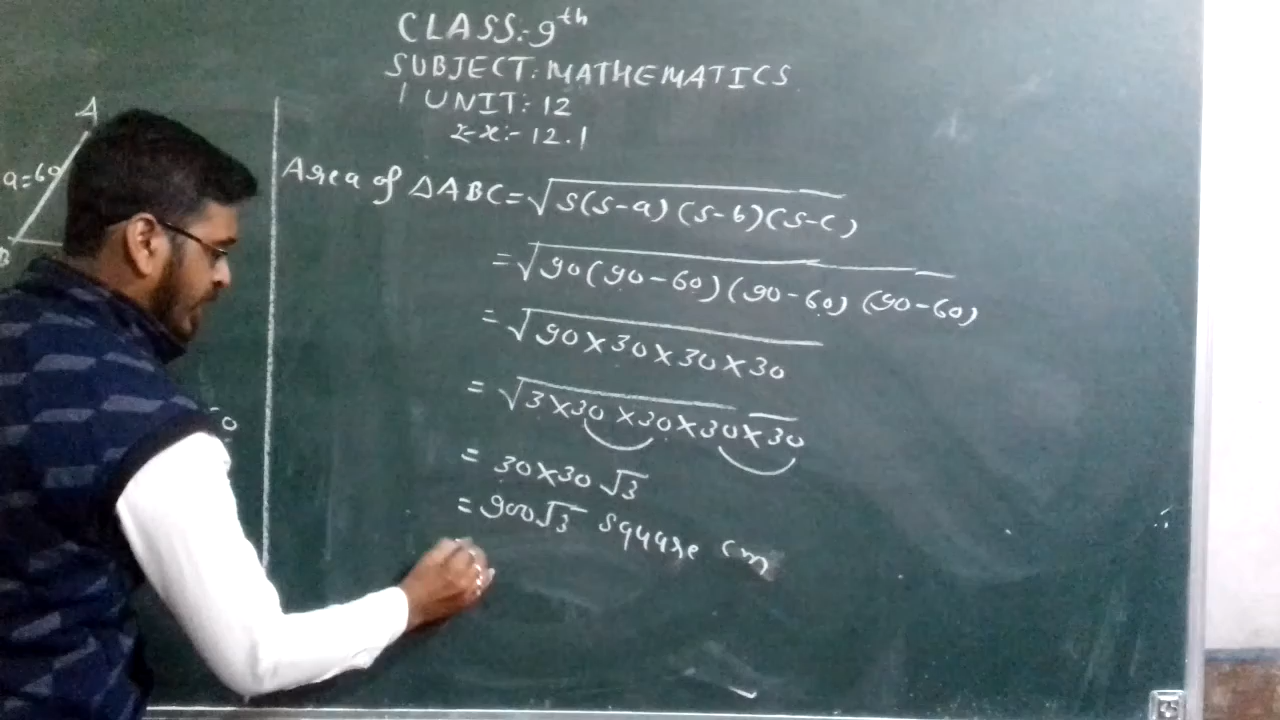 CLASS:-9th
SUBJECT: MATHEMATICS
UNIT:- 12
Ex:- 12.1
A
a=60
B
Area of ΔABC=√S(S-a)(S-b)(S-c)
=√90(90-60)(90-60)(90-60)
=√90×30×30×30
=√3×30×30×30×30
= 30×30√3
=900√3 square cm